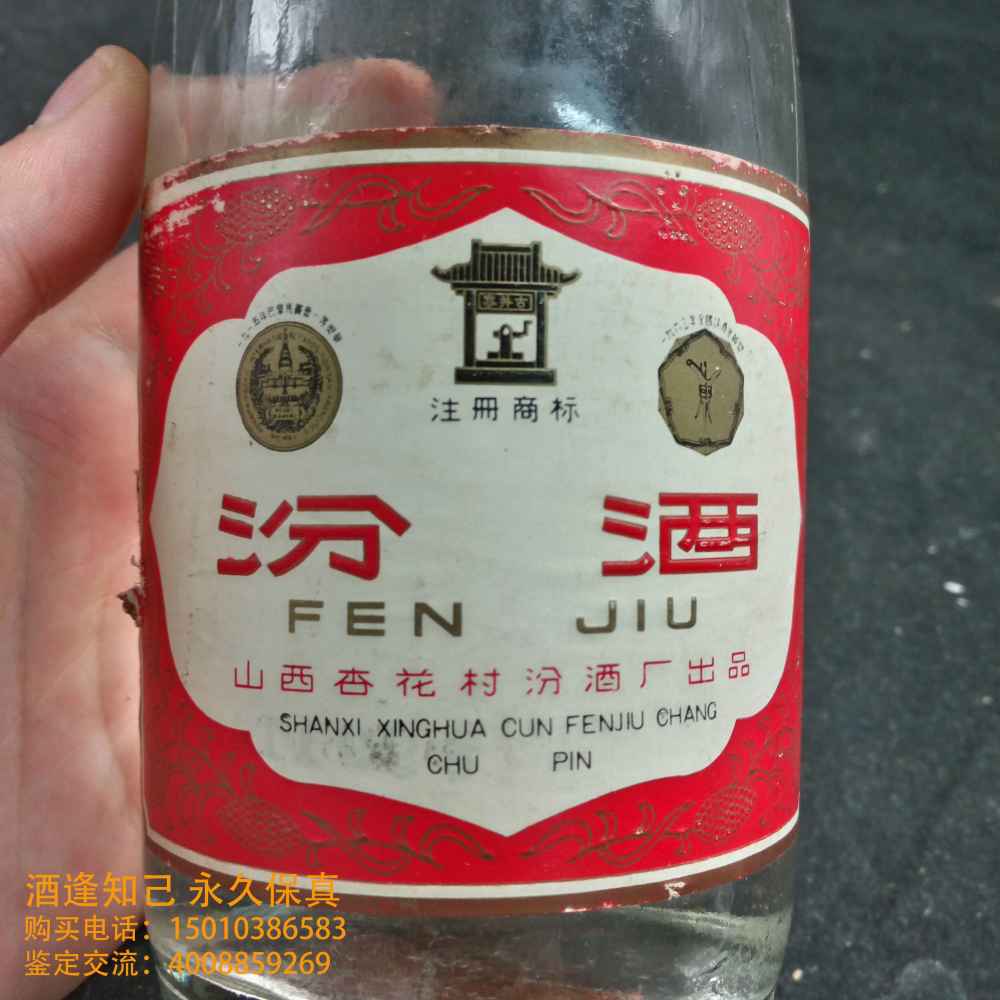 古井亭
注册商标
汾酒
FEN JIU
山西杏花村汾酒厂出品
SHANXI XINGHUA CUN FENJIU CHANG
CHU PIN
酒逢知己 永久保真
购买电话：15010386583
鉴定交流：4008859269